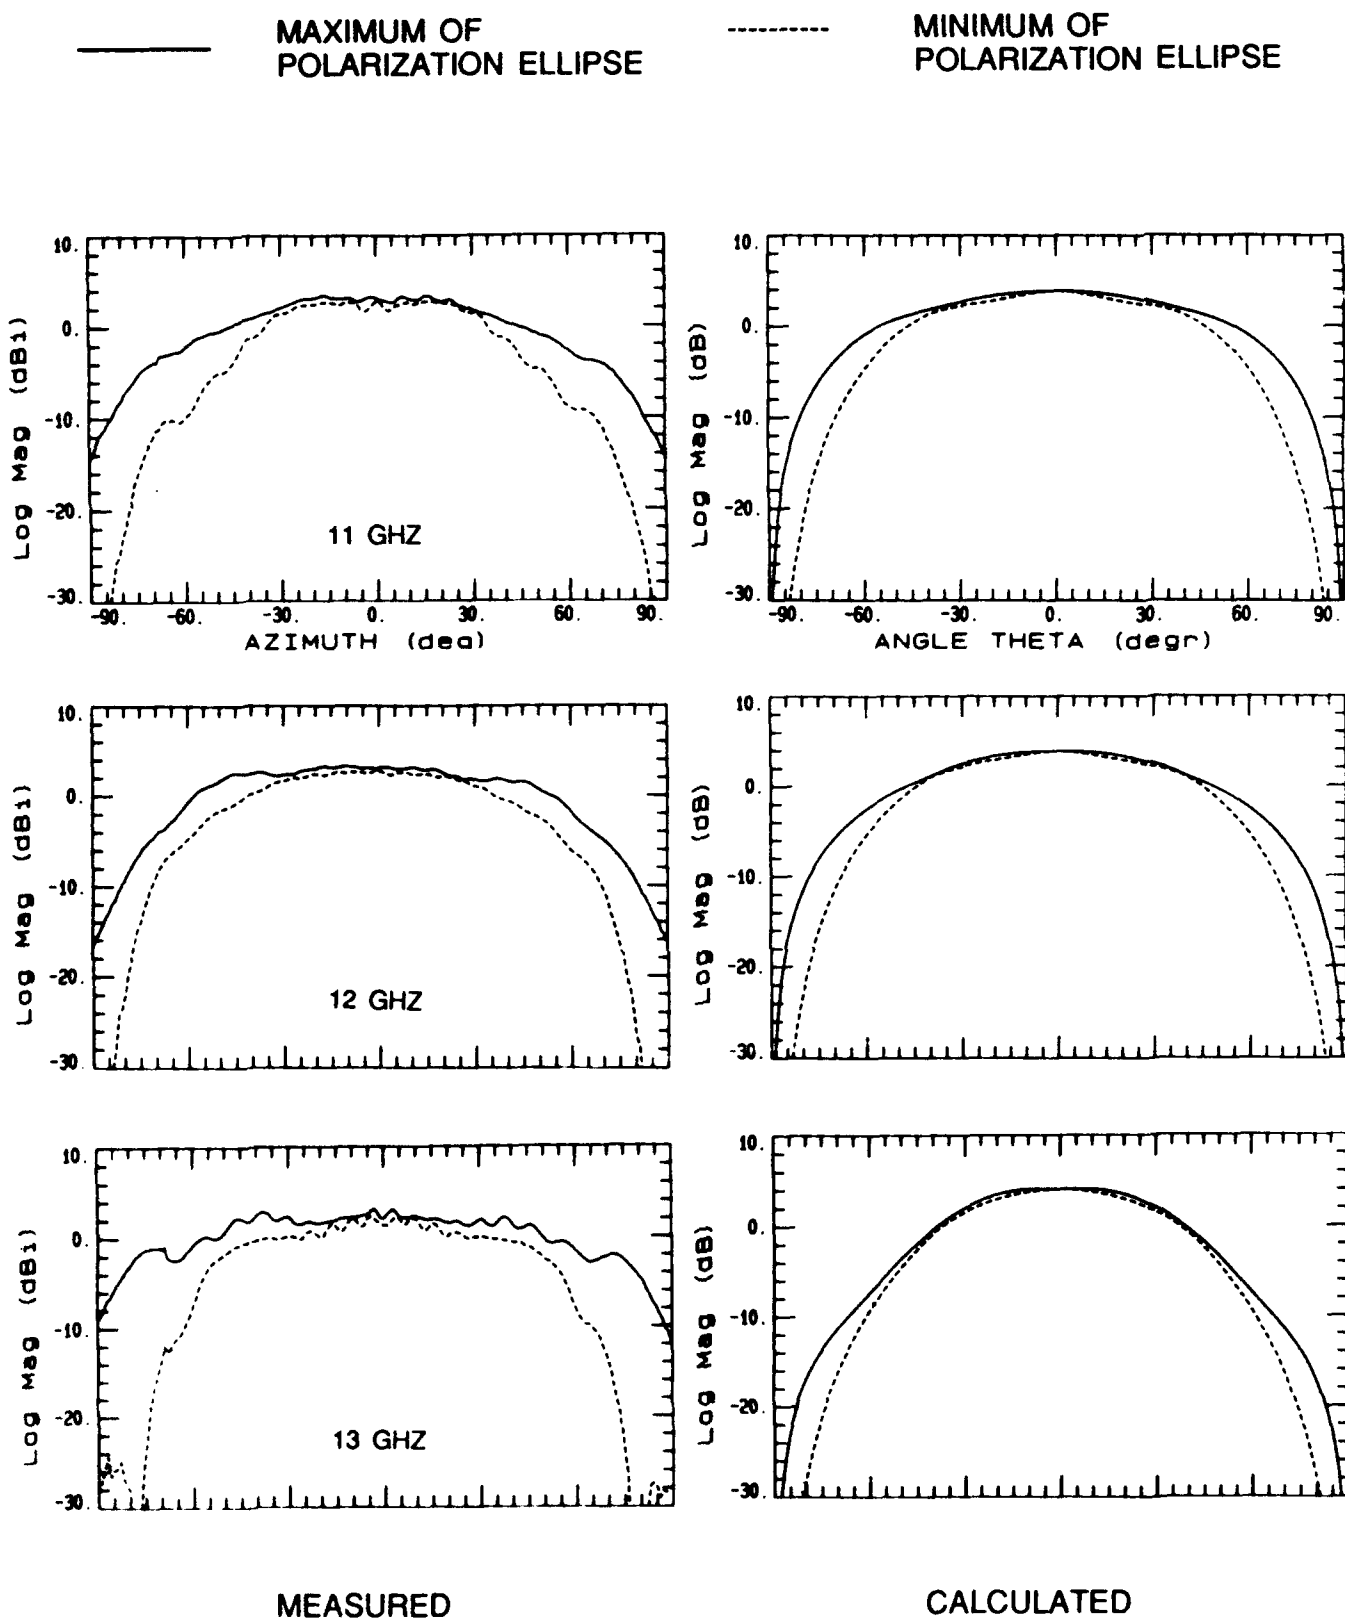 MAXIMUM OF
POLARIZATION ELLIPSE
MINIMUM OF
POLARIZATION ELLIPSE
10.
0.
-10.
-20.
-30.
Log Mag (dBi)
11 GHZ
-90. -60. -30. 0. 30. 60. 90.
AZIMUTH (deg)
10.
0.
-10.
-20.
-30.
Log Mag (dB)
-90. -60. -30. 0. 30. 60. 90.
ANGLE THETA (degr)
10.
0.
-10.
-20.
-30.
Log Mag (dBi)
12 GHZ
10.
0.
-10.
-20.
-30.
Log Mag (dB)
10.
0.
-10.
-20.
-30.
Log Mag (dBi)
13 GHZ
10.
0.
-10.
-20.
-30.
Log Mag (dB)
MEASURED
CALCULATED